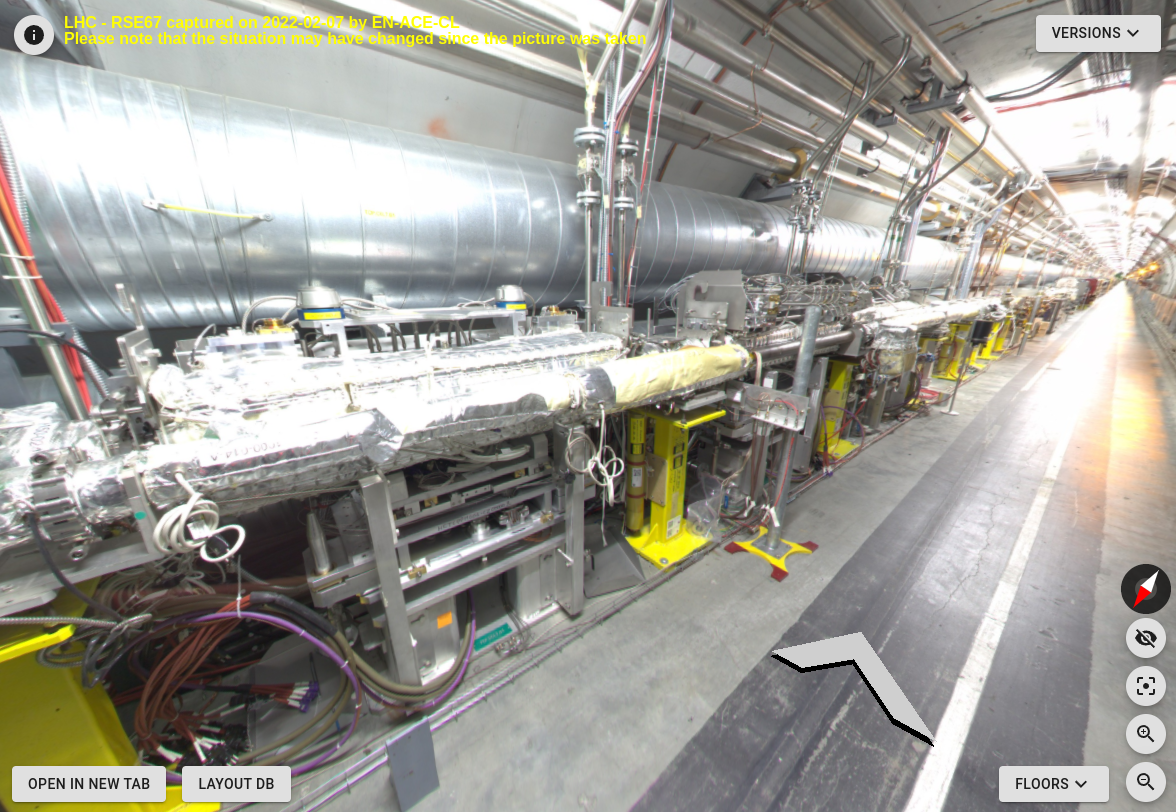 LHC - RSE67 captured on 2022-02-07 by EN-ACE-CL
Please note that the situation may have changed since the picture was taken
VERSIONS
OPEN IN NEW TAB
LAYOUT DB
FLOORS